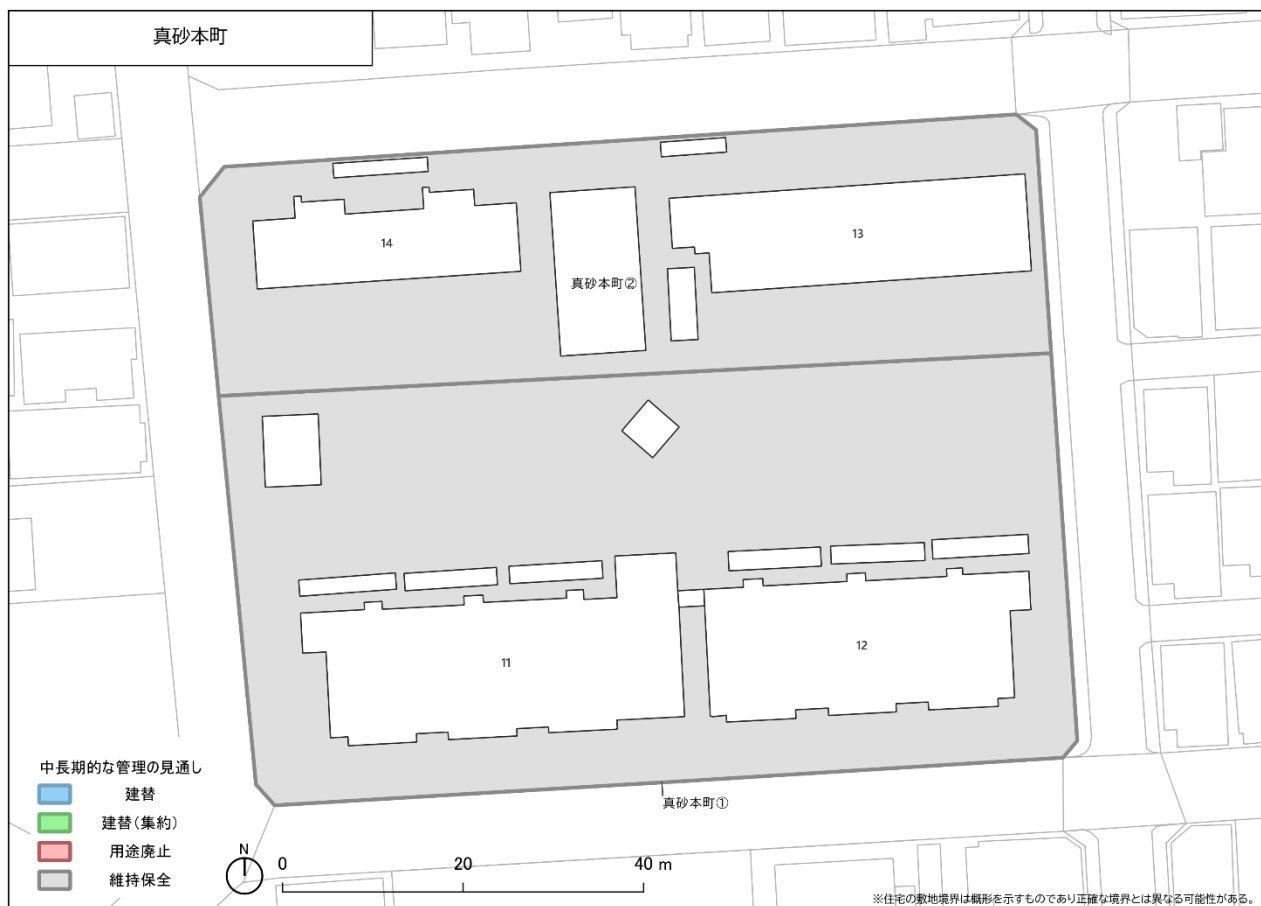 真砂本町
14
13
真砂本町②
11
12
真砂本町①
中長期的な管理の見通し
建替
建替(集約)
用途廃止
維持保全
N
0 20 40 m
※住宅の敷地境界は概形を示すものであり正確な境界とは異なる可能性がある。